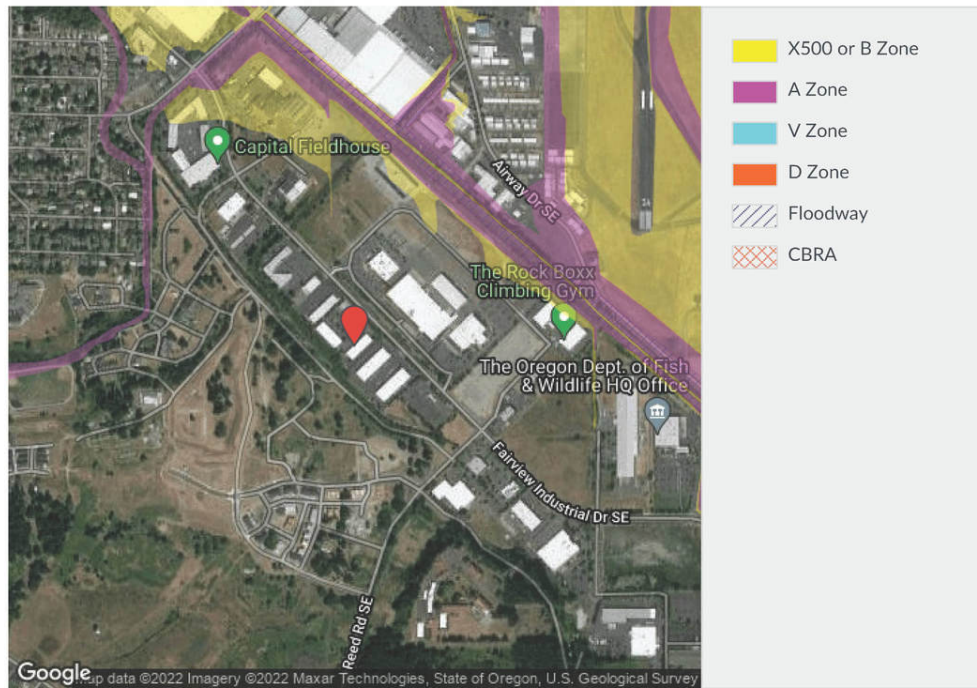 X500 or B Zone
A Zone
V Zone
D Zone
Floodway
CBRA
Capital Fieldhouse
Airway Dr SE
The Rock Boxx
Climbing Gym
The Oregon Dept. of Fish
& Wildlife HQ Office
Fairview Industrial Dr SE
Reed Rd SE
Google
Map data ©2022 Imagery ©2022 Maxar Technologies, State of Oregon, U.S. Geological Survey